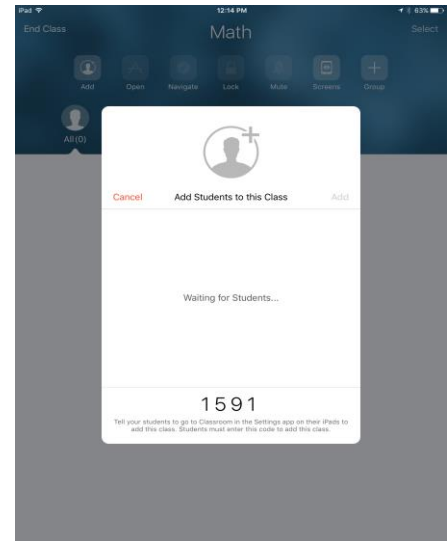 iPad 12:14 PM 63%
End Class Math Select
Add Open Navigate Lock Mute Screens Group
All (0)
Cancel Add Students to this Class Add
Waiting for Students...
1591
Tell your students to go to Classroom in the Settings app on their iPads to
add this class. Students must enter this code to add this class.